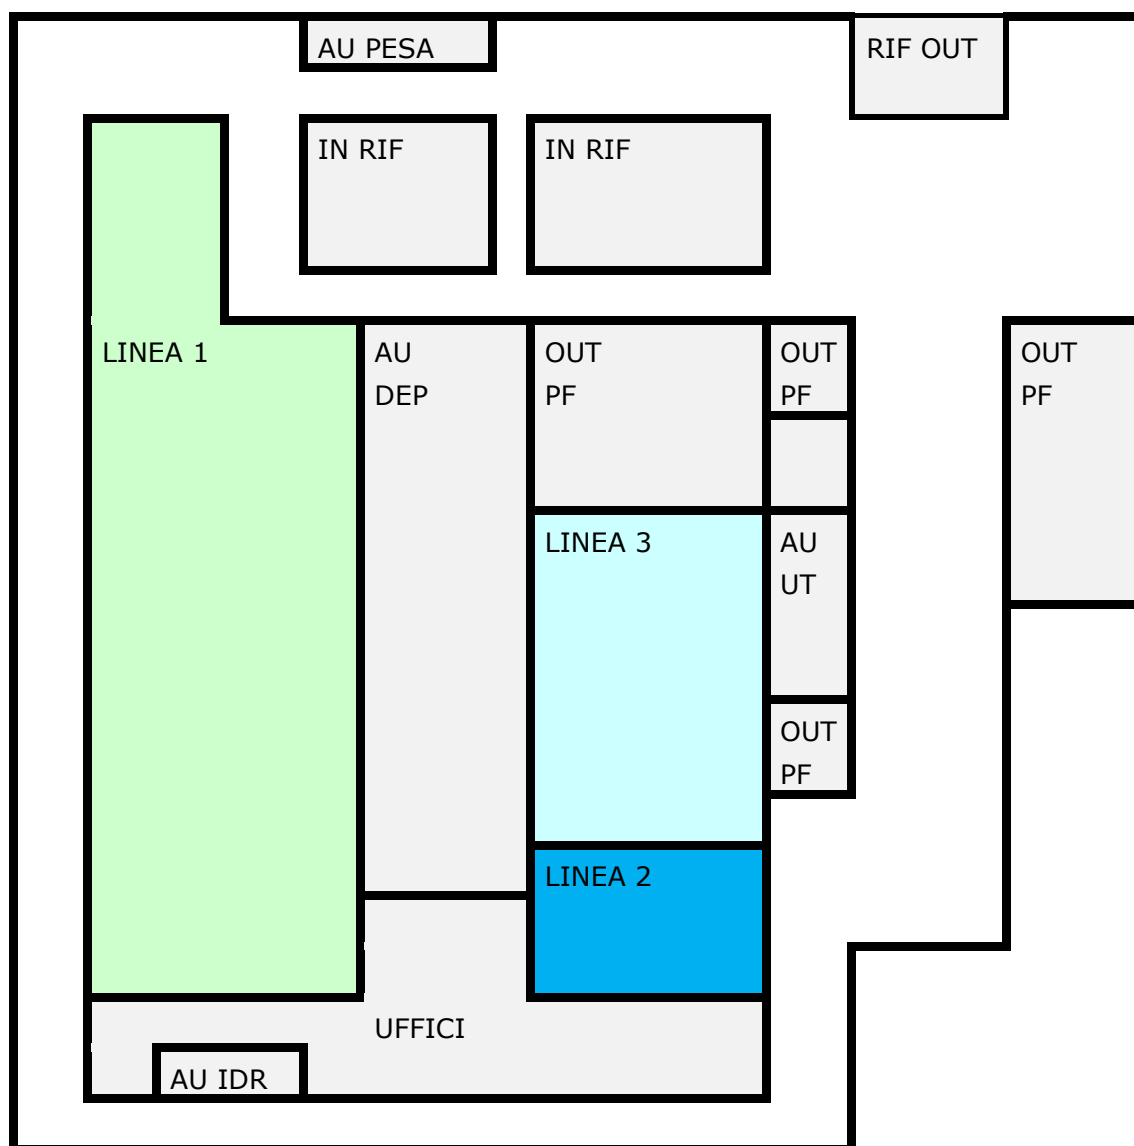 AU PESA
RIF OUT
IN RIF
IN RIF
LINEA 1
AU
DEP
OUT
PF
OUT
PF
OUT
PF
LINEA 3
AU
UT
OUT
PF
LINEA 2
UFFICI
AU IDR